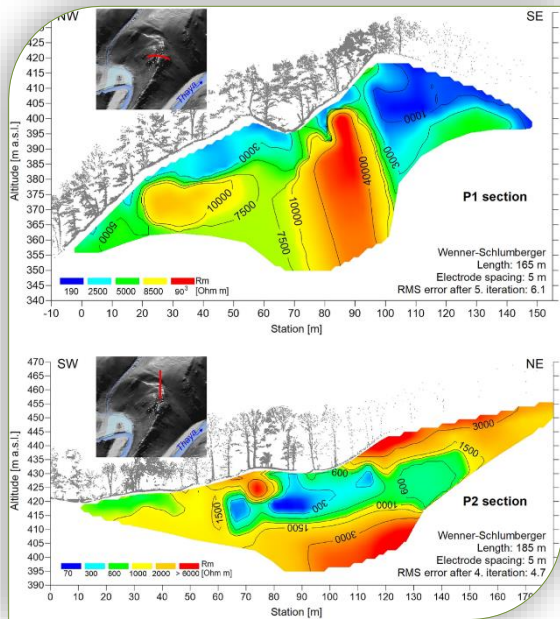 NW
SE
425
420
415
410
405
400
395
390
385
380
375
370
365
360
355
350
345
340
Altitude [m a.s.l.]
Thaya
1000
3000
3000
5000
10000
7500
10000
7500
40000
P1 section
Wenner-Schlumberger
Length: 165 m
Electrode spacing: 5 m
RMS error after 5. iteration: 6.1
Rm
[Ohm m]
190 2500 5000 8500
-10 0 10 20 30 40 50 60 70 80 90 100 110 120 130 140 150
Station [m]
SW
NE
470
465
460
455
450
445
440
435
430
425
420
415
410
405
400
395
390
Altitude [m a.s.l.]
Thaya
3000
1500
600
600
300
1500
1000
1500
3000
P2 section
Wenner-Schlumberger
Length: 185 m
Electrode spacing: 5 m
RMS error after 4. iteration: 4.7
Rm
[Ohm m]
70 300 600 1000 2000
0 10 20 30 40 50 60 70 80 90 100 110 120 130 140 150 160
Station [m]